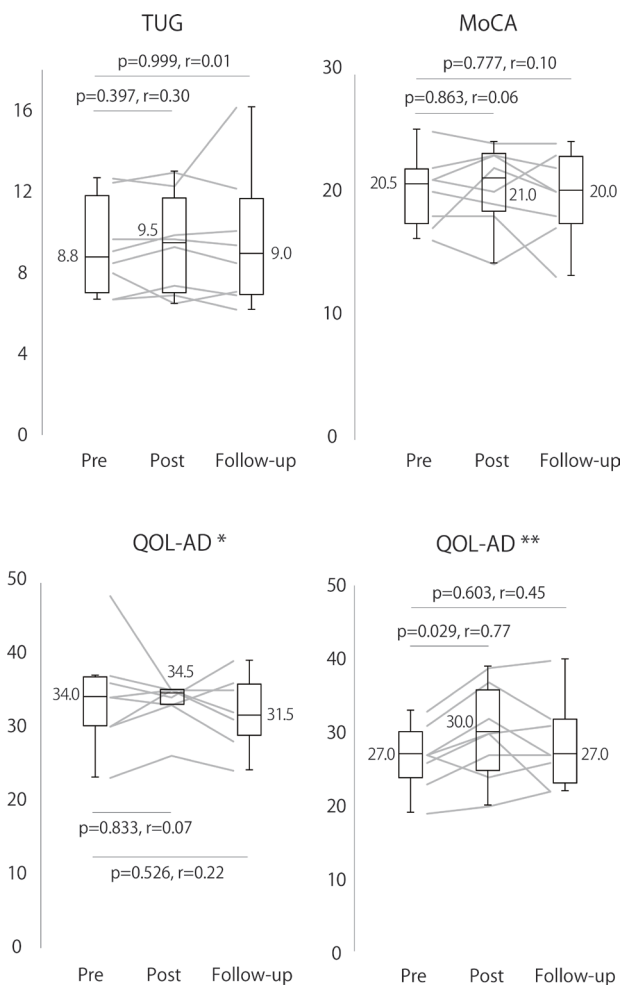 TUG
p=0.999, r=0.01
p=0.397, r=0.30
16
12
8
4
0
8.8
9.5
9.0
Pre Post Follow-up
MoCA
p=0.777, r=0.10
p=0.863, r=0.06
30
20
10
0
20.5
21.0
20.0
Pre Post Follow-up
QOL-AD *
50
40
30
20
10
0
34.0
34.5
31.5
p=0.833, r=0.07
p=0.526, r=0.22
Pre Post Follow-up
QOL-AD **
p=0.603, r=0.45
p=0.029, r=0.77
50
40
30
20
10
0
27.0
30.0
27.0
Pre Post Follow-up